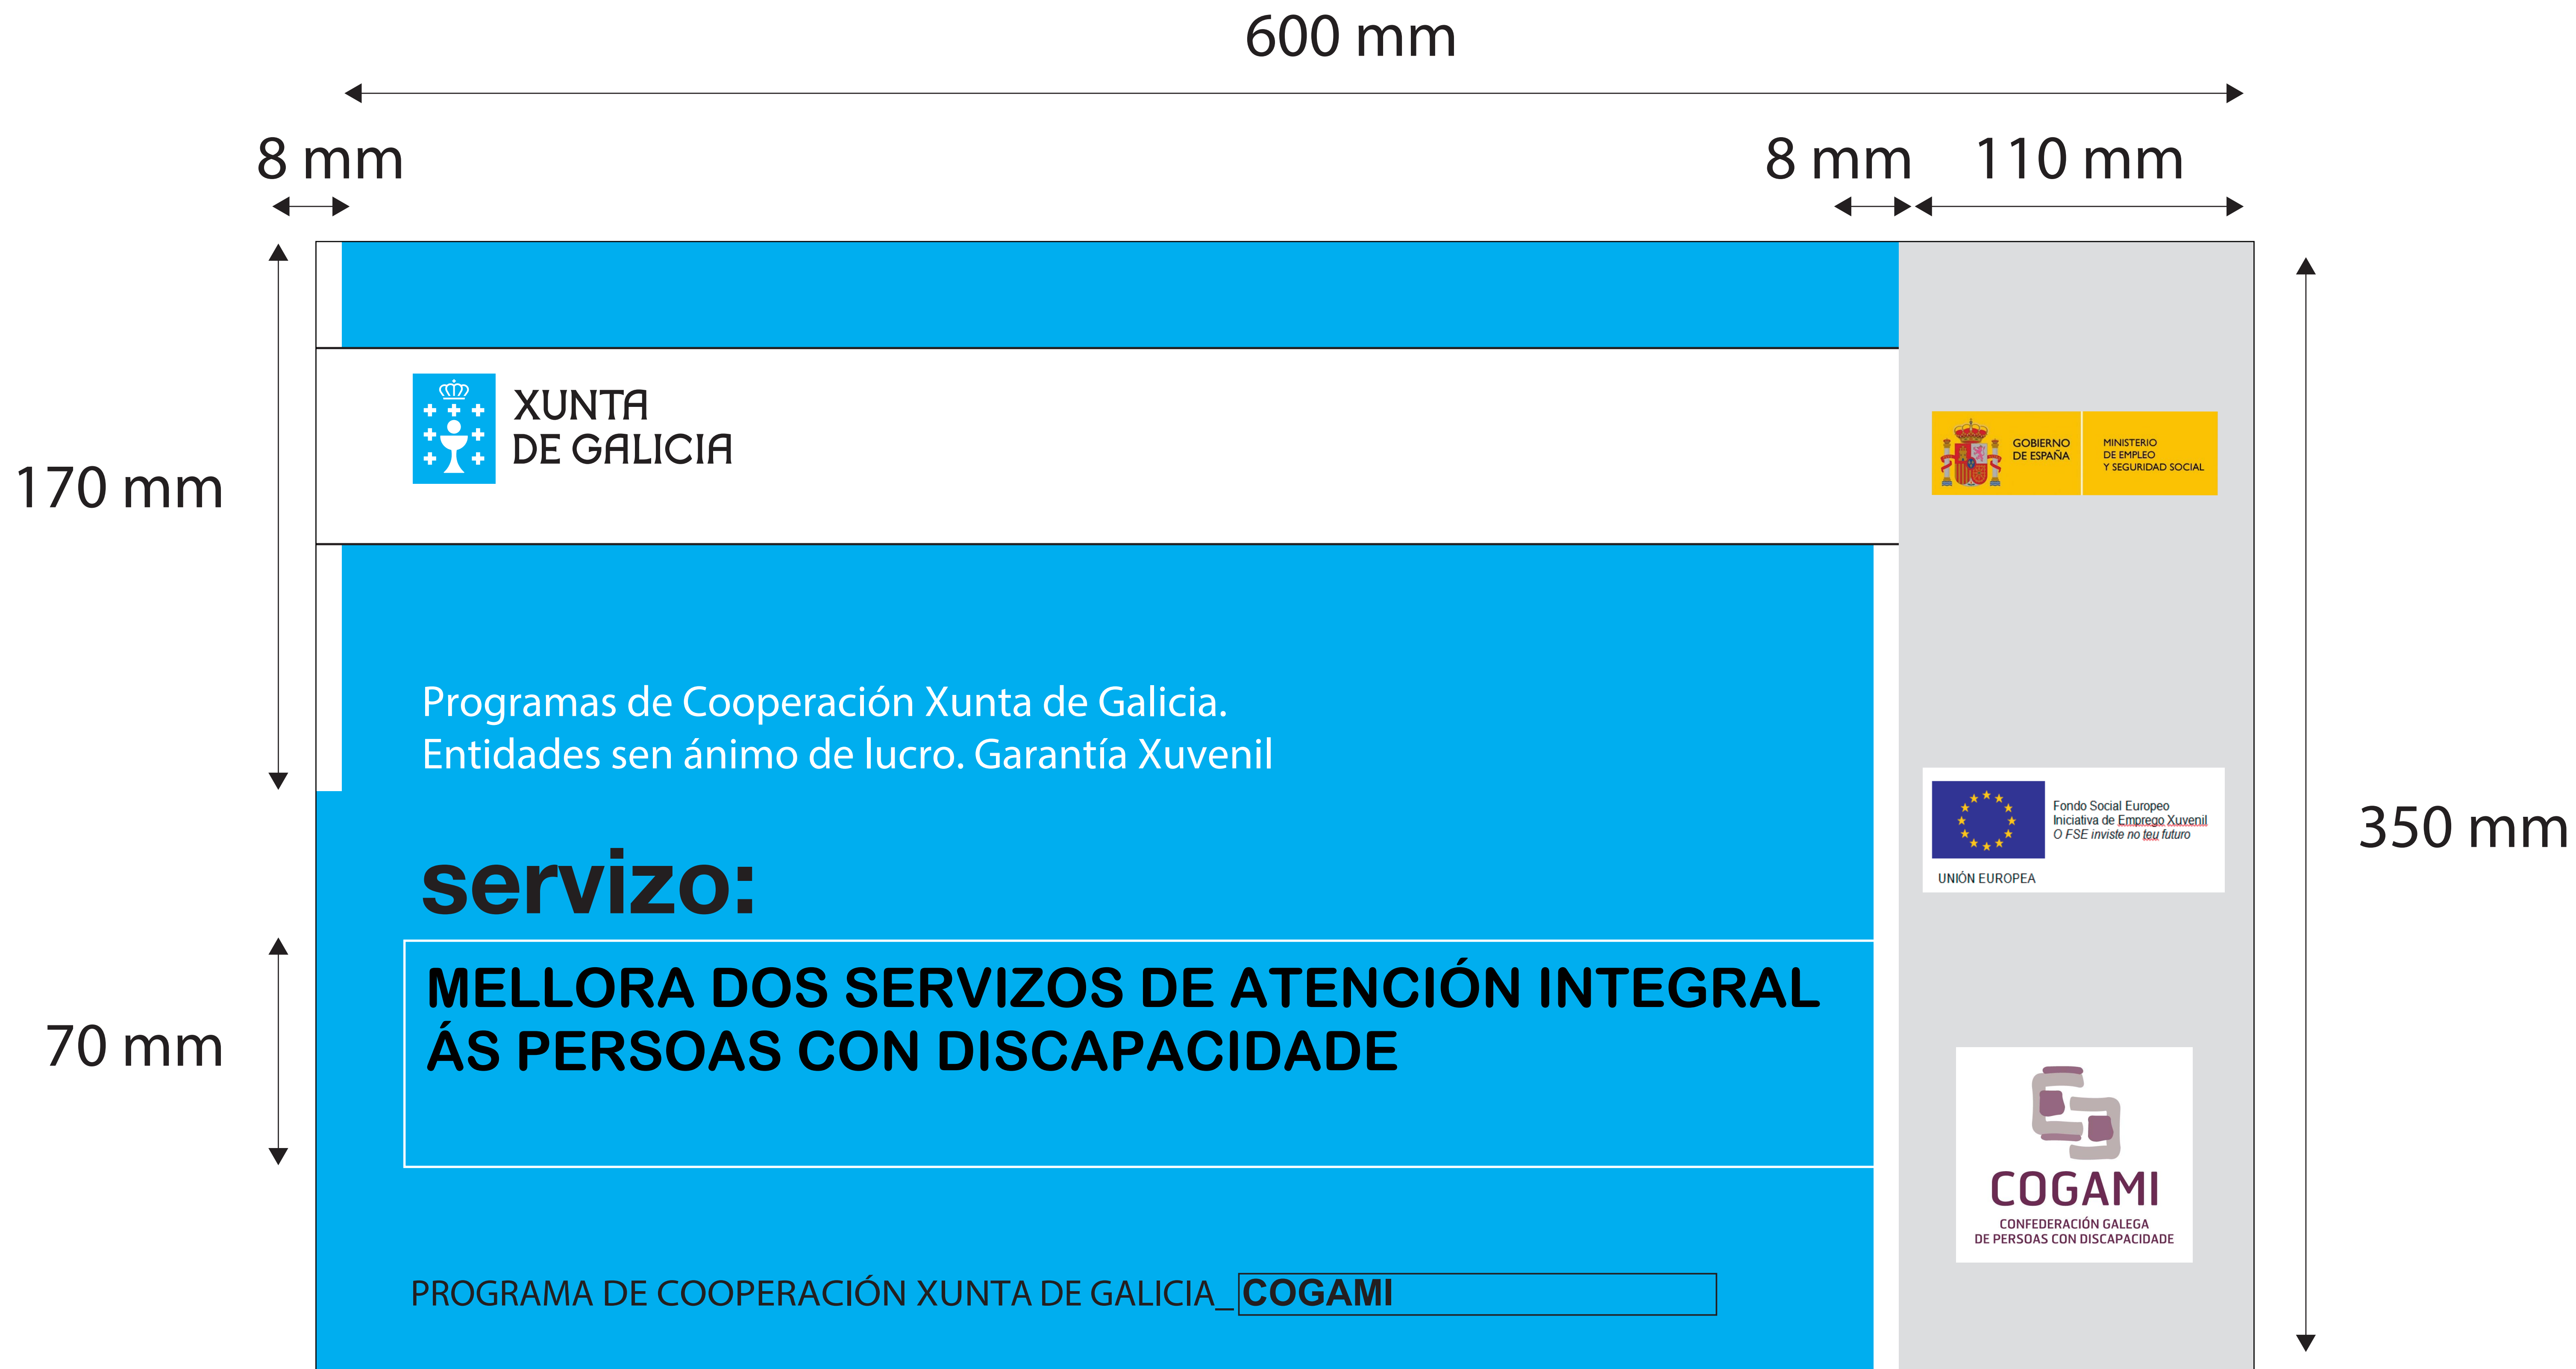 600 mm
8 mm
8 mm
110 mm
170 mm
XUNTA
DE GALICIA
GOBIERNO
DE ESPAÑA
MINISTERIO
DE EMPLEO
Y SEGURIDAD SOCIAL
Programas de Cooperación Xunta de Galicia.
Entidades sen ánimo de lucro. Garantía Xuvenil
Fondo Social Europeo
Iniciativa de Emprego Xuvenil
O FSE inviste no teu futuro
UNIÓN EUROPEA
350 mm
servizo:
MELLORA DOS SERVIZOS DE ATENCIÓN INTEGRAL
ÁS PERSOAS CON DISCAPACIDADE
70 mm
COGAMI
CONFEDERACIÓN GALEGA
DE PERSOAS CON DISCAPACIDADE
PROGRAMA DE COOPERACIÓN XUNTA DE GALICIA_ COGAMI